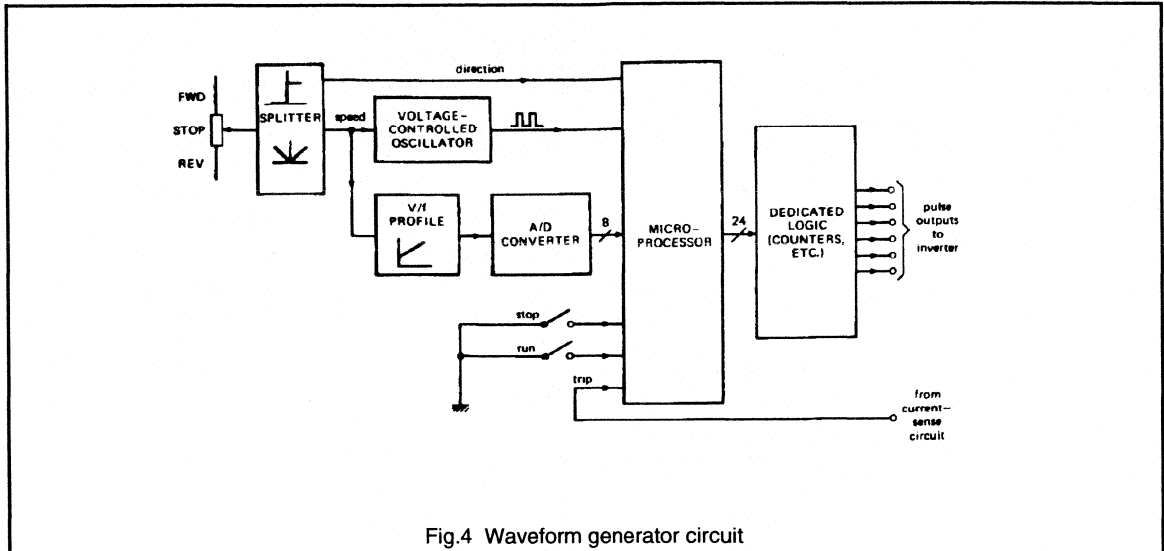 FWD
STOP
REV
SPLITTER
direction
speed
VOLTAGE-
CONTROLLED
OSCILLATOR
V/f
PROFILE
A/D
CONVERTER
8
stop
run
trip
MICRO-
PROCESSOR
24
DEDICATED
LOGIC
(COUNTERS,
ETC.)
pulse
outputs
to
inverter
from
current-
sense
circuit
Fig.4 Waveform generator circuit